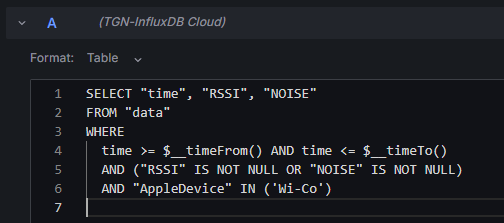 A (TGN-InfluxDB Cloud)
Format: Table
1 SELECT "time", "RSSI", "NOISE"
2 FROM "data"
3 WHERE
4 time >= $__timeFrom() AND time <= $__timeTo()
5 AND ("RSSI" IS NOT NULL OR "NOISE" IS NOT NULL)
6 AND "AppleDevice" IN ('Wi-Co')
7